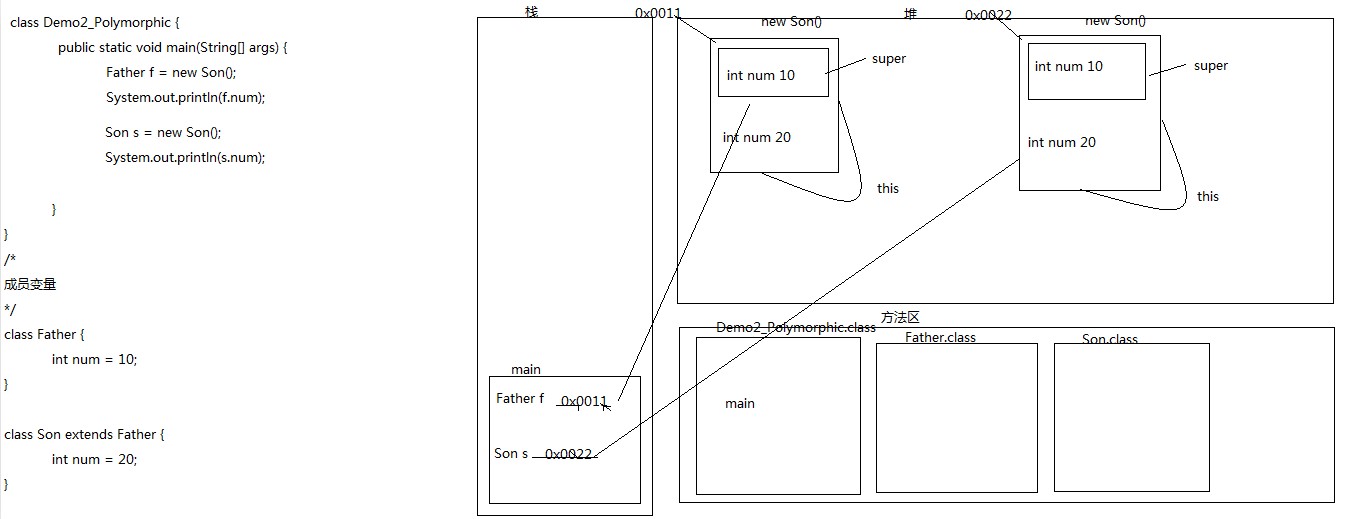 class Demo2_Polymorphic {
public static void main(String[] args) {
Father f = new Son();
System.out.println(f.num);
Son s = new Son();
System.out.println(s.num);
}
}
/*
成员变量
*/
class Father {
int num = 10;
}
class Son extends Father {
int num = 20;
}
栈
main
Father f 0x0011
Son s 0x0022
堆
0x0011
new Son()
int num 10
super
int num 20
this
0x0022
new Son()
int num 10
super
int num 20
this
方法区
Demo2_Polymorphic.class
main
Father.class
Son.class